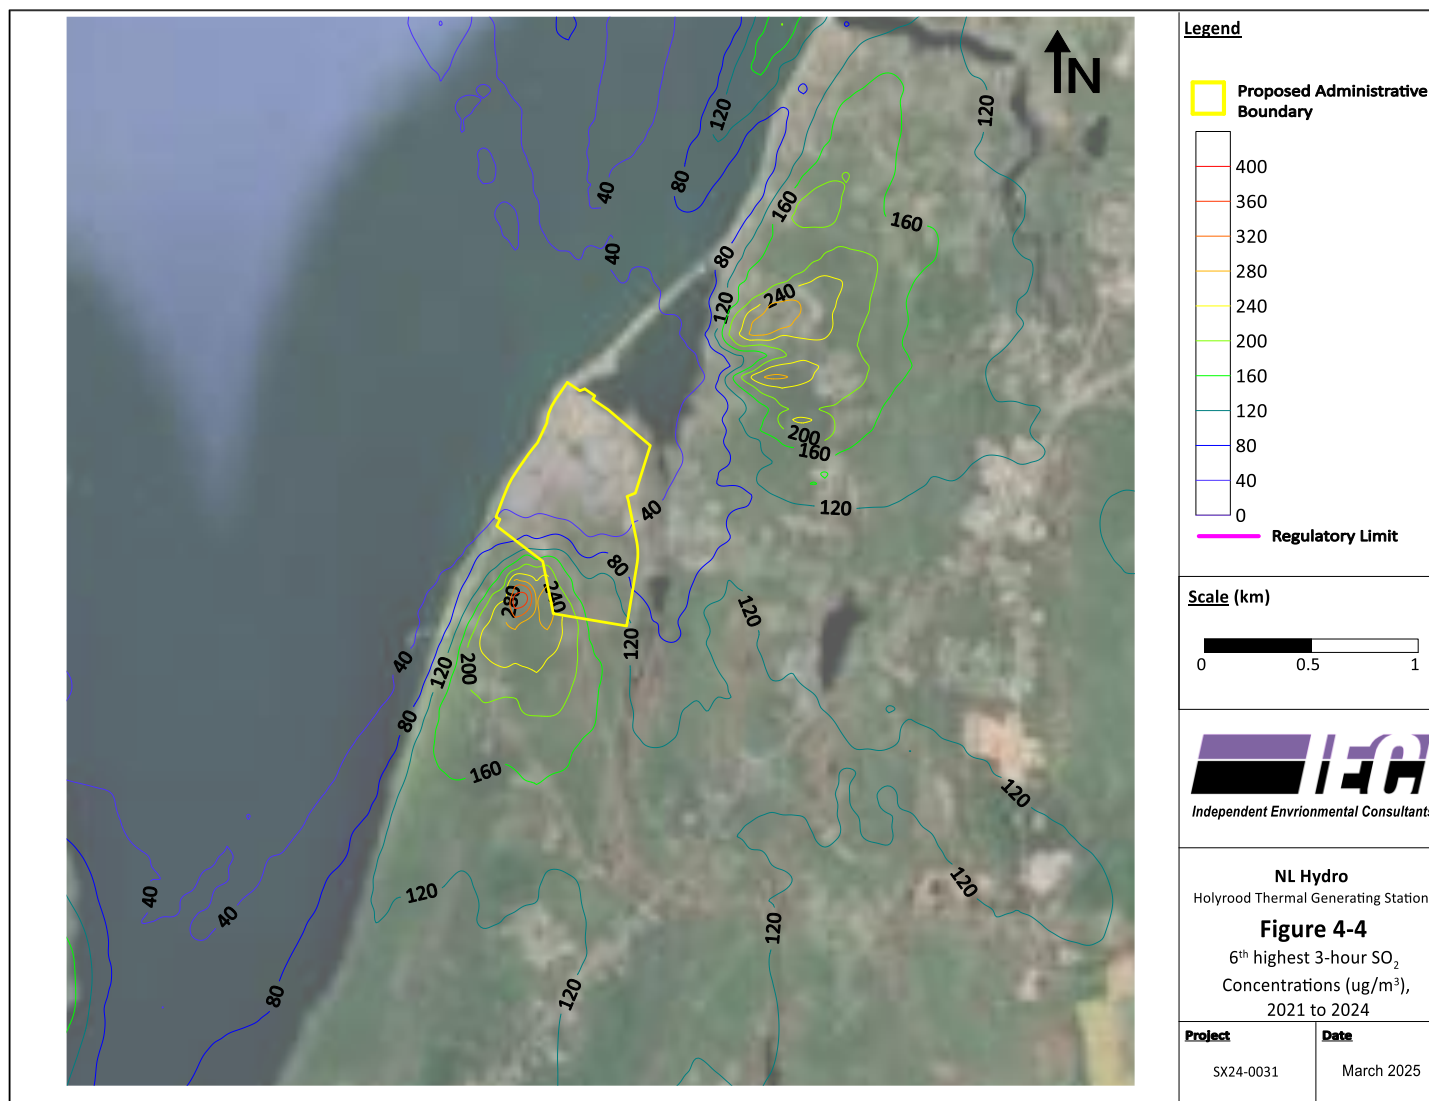 120
80
40
40
80
120
160
160
120
240
200
160
120
40
80
280
240
120
120
40
120
200
80
160
120
120
120
120
120
40
40
80
120
N
Legend
Proposed Administrative
Boundary
400
360
320
280
240
200
160
120
80
40
0
Regulatory Limit
Scale (km)
0 0.5 1
IEC
Independent Envrionmental Consultants
NL Hydro
Holyrood Thermal Generating Station
Figure 4-4
6th highest 3-hour SO2
Concentrations (ug/m³),
2021 to 2024
Project Date
SX24-0031 March 2025